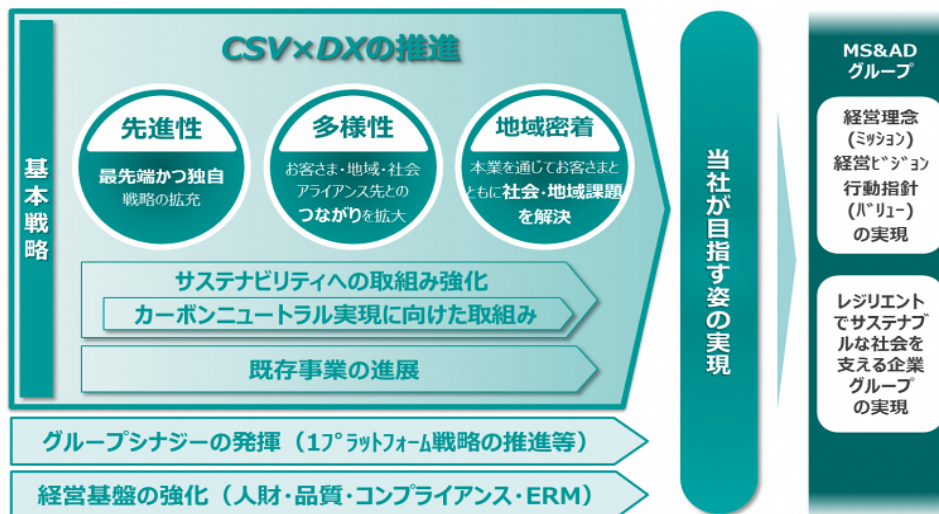 基本戦略
CSV×DXの推進
先進性
最先端かつ独自
戦略の拡充
多様性
お客さま・地域・社会
アライアンス先との
つながりを拡大
地域密着
本業を通じてお客さまと
ともに社会・地域課題
を解決
サステナビリティへの取組み強化
カーボンニュートラル実現に向けた取組み
既存事業の進展
グループシナジーの発揮（1ﾌﾟﾗｯﾄﾌｫｰﾑ戦略の推進等）
経営基盤の強化（人財・品質・コンプライアンス・ERM）
当社が目指す姿の実現
MS&AD
グループ
経営理念
(ﾐｯｼｮﾝ)
経営ﾋﾞｼﾞｮﾝ
行動指針
(ﾊﾞﾘｭｰ)
の実現
レジリエント
でサステナブ
ルな社会を
支える企業
グループ
の実現